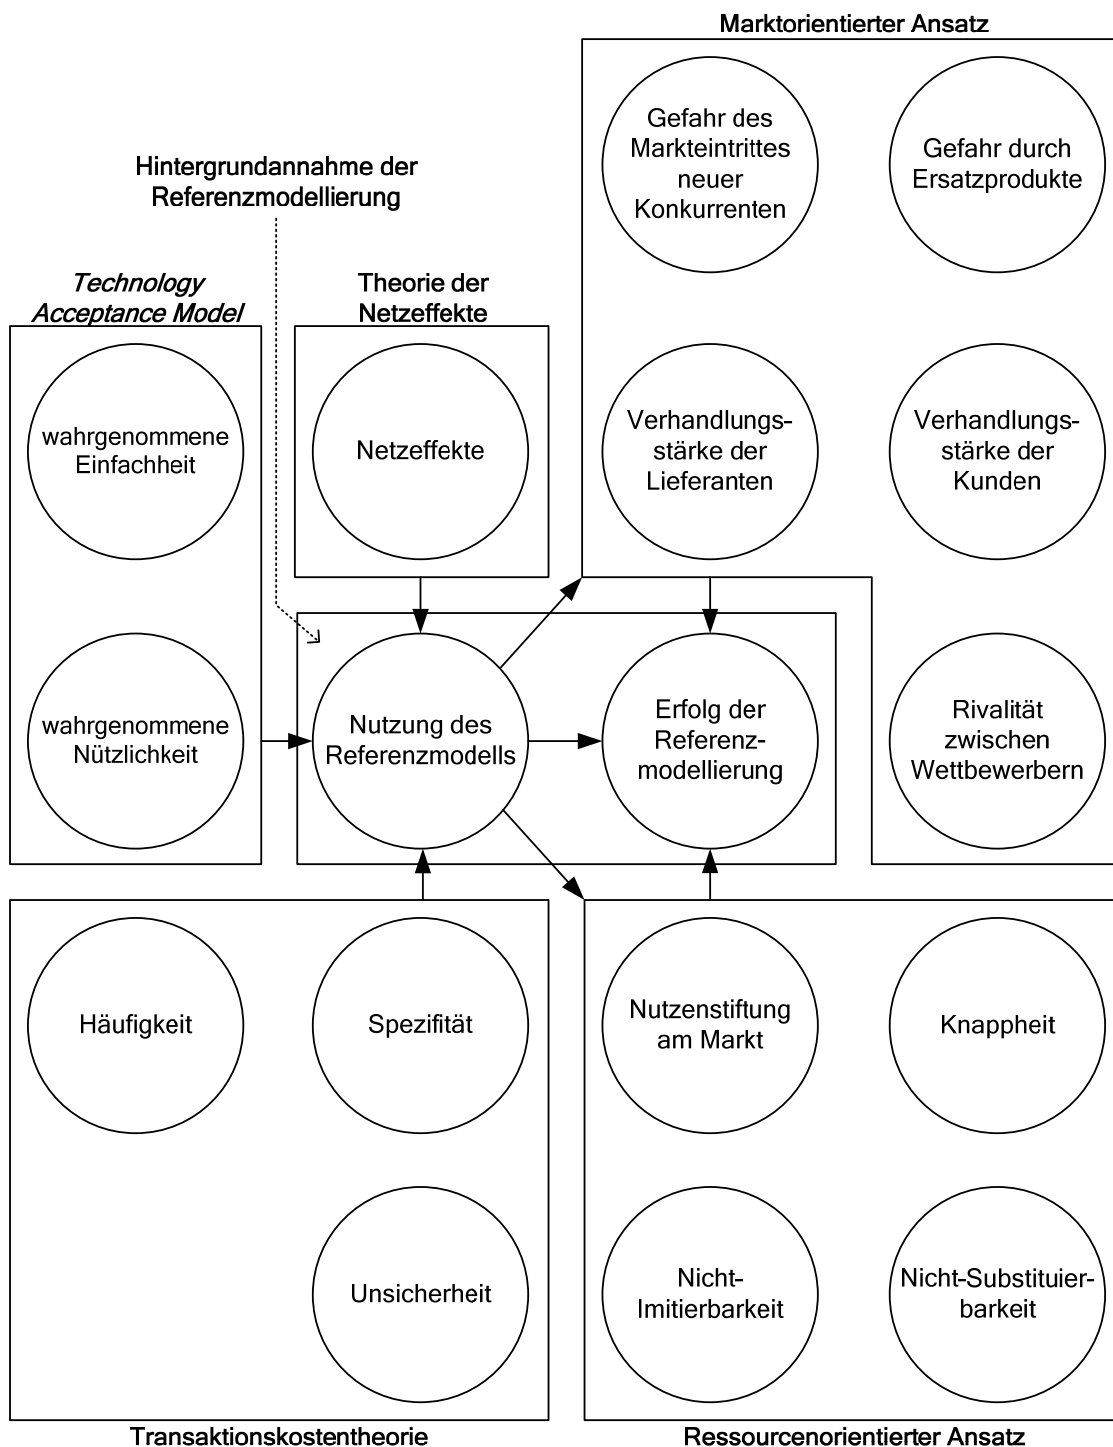 Marktorientierter Ansatz
Gefahr des
Markteintrittes
neuer
Konkurrenten
Gefahr durch
Ersatzprodukte
Hintergrundannahme der
Referenzmodellierung
Technology
Acceptance Model
Theorie der
Netzeffekte
wahrgenommene
Einfachheit
Netzeffekte
Verhandlungs-
stärke der
Lieferanten
Verhandlungs-
stärke der
Kunden
wahrgenommene
Nützlichkeit
Nutzung des
Referenzmodells
Erfolg der
Referenz-
modellierung
Rivalität
zwischen
Wettbewerbern
Häufigkeit
Spezifität
Nutzenstiftung
am Markt
Knappheit
Unsicherheit
Nicht-
Imitierbarkeit
Nicht-Substituier-
barkeit
Transaktionskostentheorie
Ressourcenorientierter Ansatz